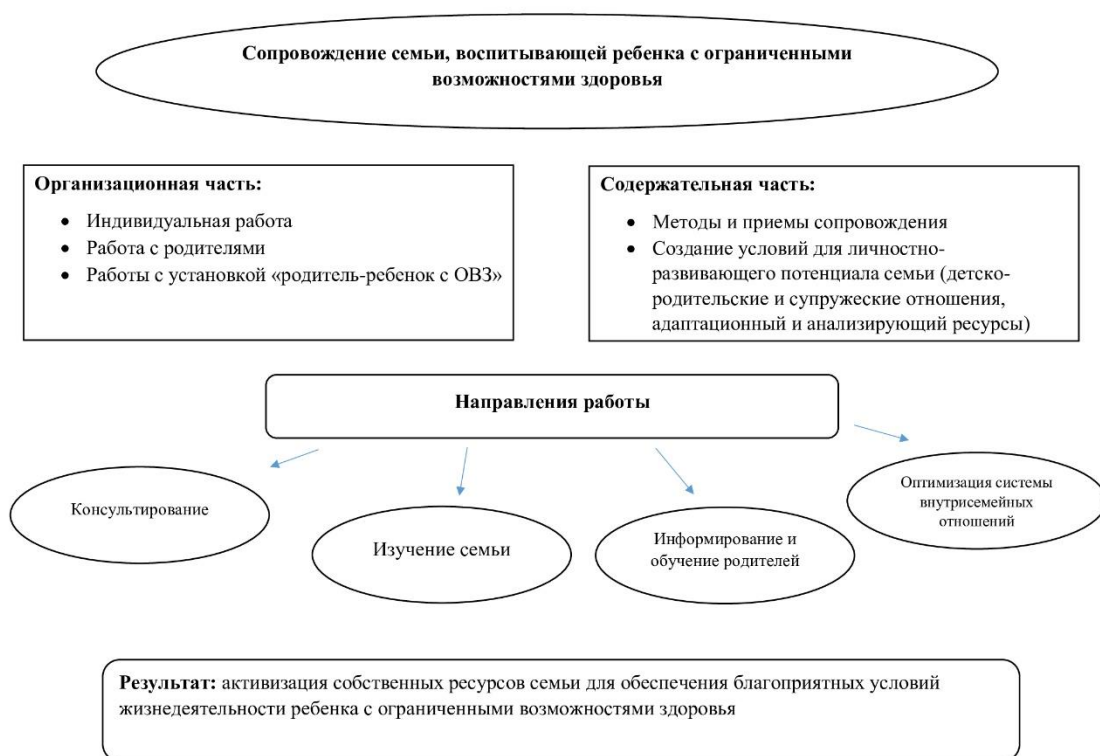 Сопровождение семьи, воспитывающей ребенка с ограниченными
возможностями здоровья
Организационная часть:
• Индивидуальная работа
• Работа с родителями
• Работы с установкой «родитель-ребенок с ОВЗ»
Содержательная часть:
• Методы и приемы сопровождения
• Создание условий для личностно-
развивающего потенциала семьи (детско-
родительские и супружеские отношения,
адаптационный и анализирующий ресурсы)
Направления работы
Консультирование
Изучение семьи
Информирование и
обучение родителей
Оптимизация системы
внутрисемейных
отношений
Результат: активизация собственных ресурсов семьи для обеспечения благоприятных условий
жизнедеятельности ребенка с ограниченными возможностями здоровья